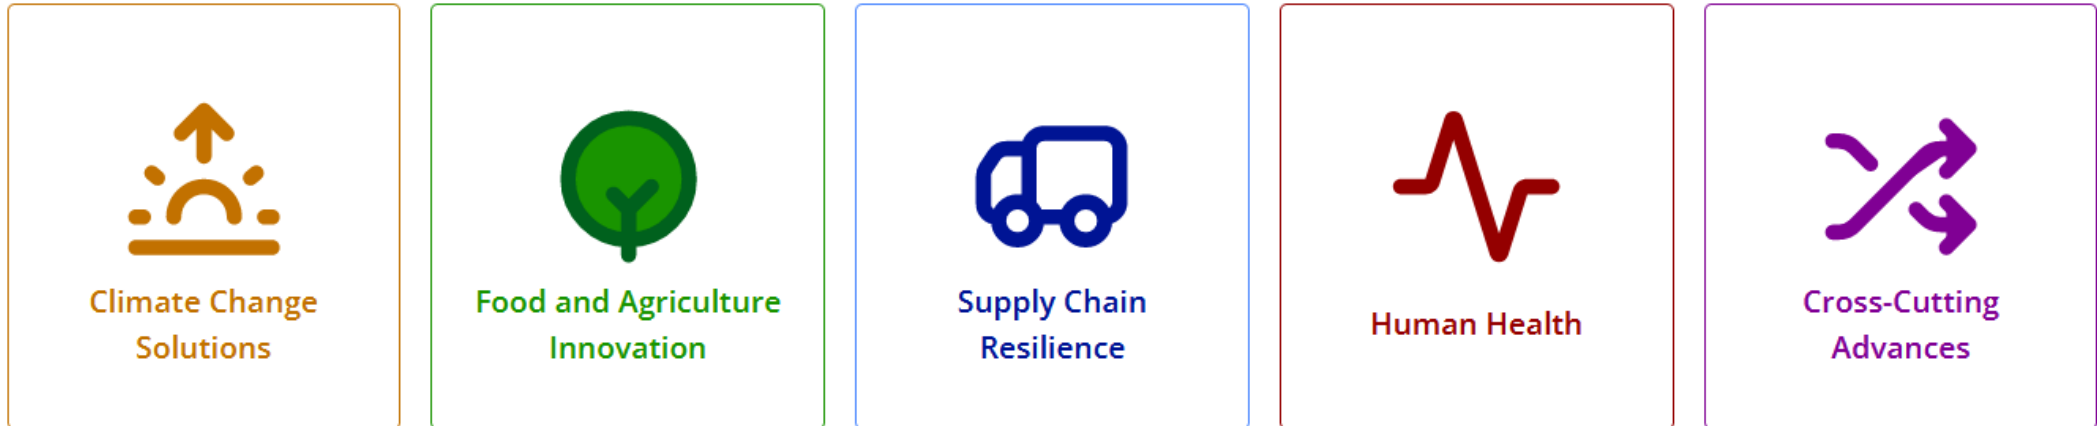 Climate Change
Solutions
Food and Agriculture
Innovation
Supply Chain
Resilience
Human Health
Cross-Cutting
Advances